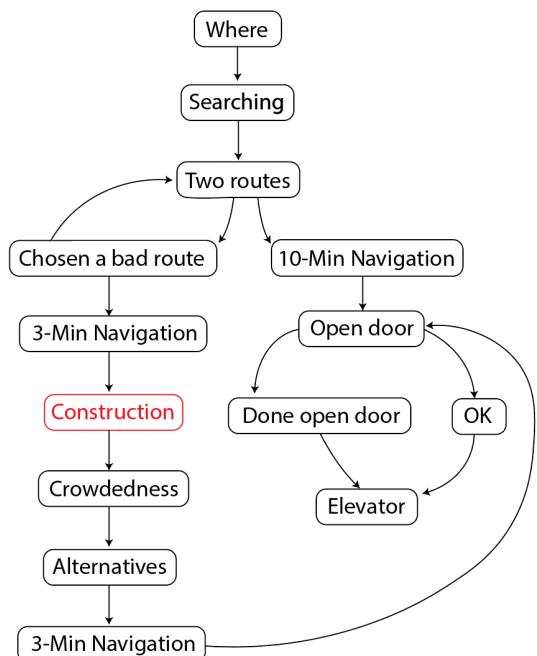 Where
Searching
Two routes
Chosen a bad route
10-Min Navigation
3-Min Navigation
Open door
Construction
Done open door
OK
Crowdedness
Elevator
Alternatives
3-Min Navigation